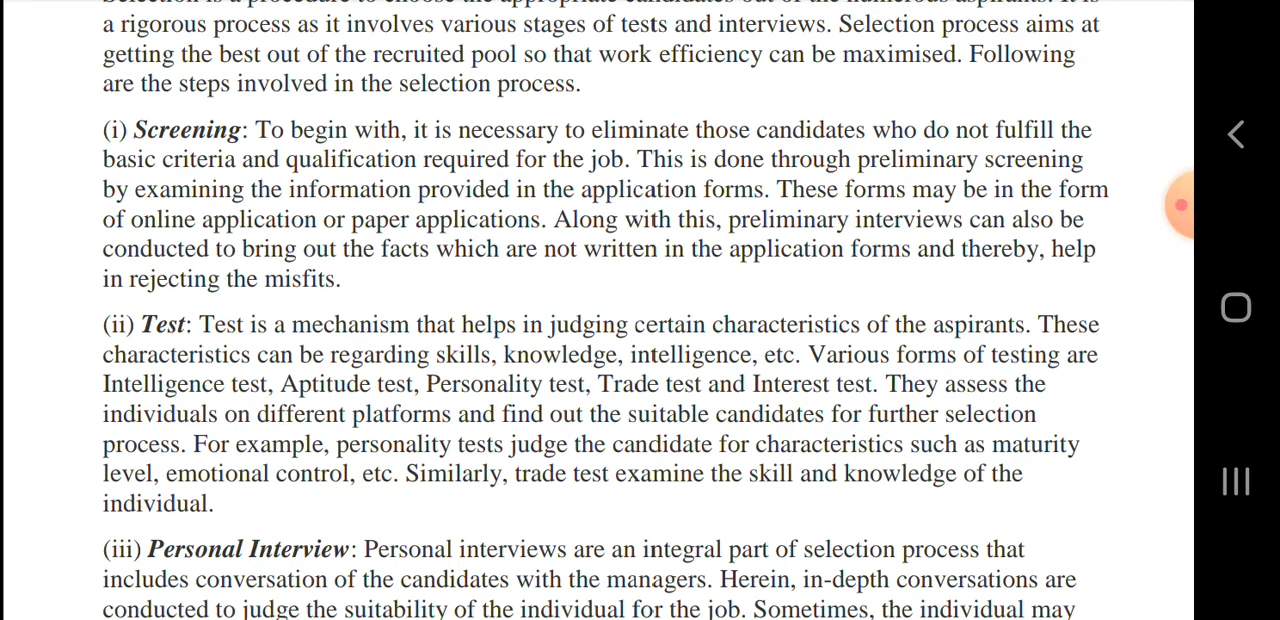 a rigorous process as it involves various stages of tests and interviews. Selection process aims at
getting the best out of the recruited pool so that work efficiency can be maximised. Following
are the steps involved in the selection process.
(i) Screening: To begin with, it is necessary to eliminate those candidates who do not fulfill the
basic criteria and qualification required for the job. This is done through preliminary screening
by examining the information provided in the application forms. These forms may be in the form
of online application or paper applications. Along with this, preliminary interviews can also be
conducted to bring out the facts which are not written in the application forms and thereby, help
in rejecting the misfits.
(ii) Test: Test is a mechanism that helps in judging certain characteristics of the aspirants. These
characteristics can be regarding skills, knowledge, intelligence, etc. Various forms of testing are
Intelligence test, Aptitude test, Personality test, Trade test and Interest test. They assess the
individuals on different platforms and find out the suitable candidates for further selection
process. For example, personality tests judge the candidate for characteristics such as maturity
level, emotional control, etc. Similarly, trade test examine the skill and knowledge of the
individual.
(iii) Personal Interview: Personal interviews are an integral part of selection process that
includes conversation of the candidates with the managers. Herein, in-depth conversations are
conducted to judge the suitability of the individual for the job. Sometimes, the individual may